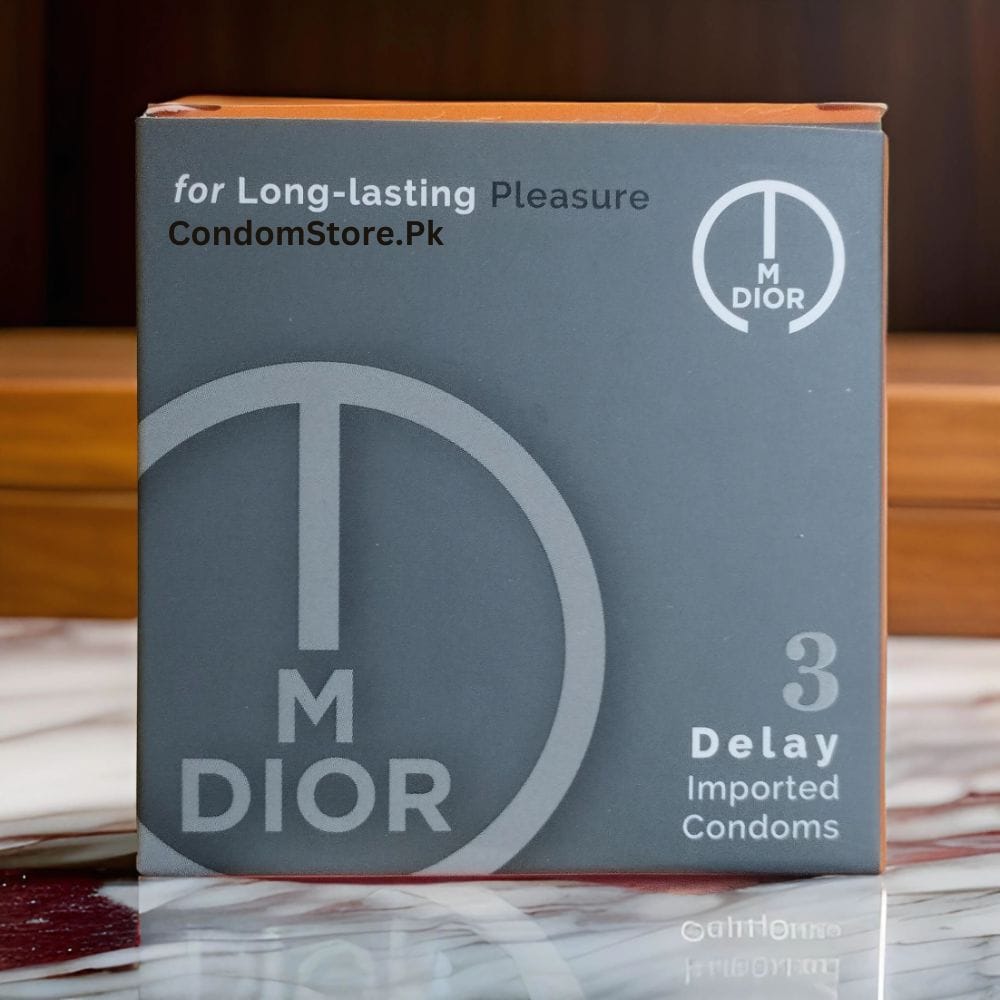 for Long-lasting Pleasure
CondomStore.Pk
M
DIOR
M
DIOR
3
Delay
Imported
Condoms